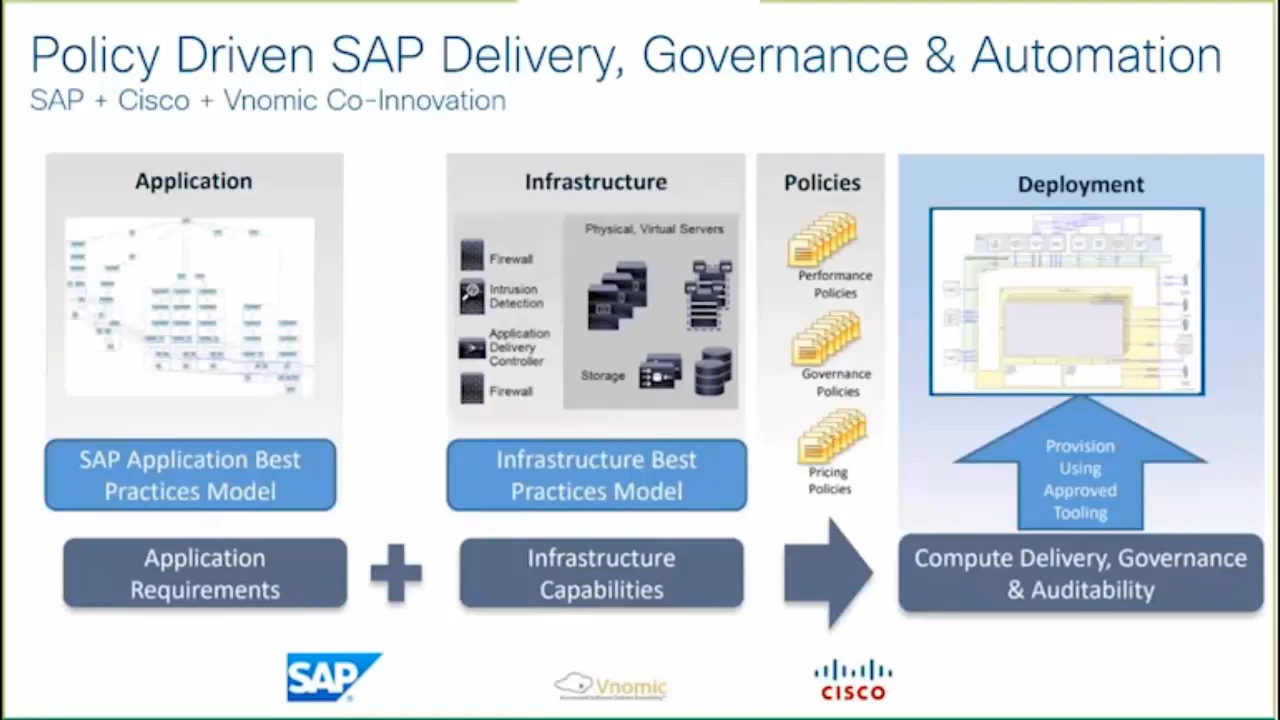 Policy Driven SAP Delivery, Governance & Automation
SAP + Cisco + Vnomic Co-Innovation
Application
SAP Application Best
Practices Model
Application
Requirements
Infrastructure
Physical, Virtual Servers
Firewall
Intrusion
Detection
Application
Delivery
Controller
Firewall
Storage
Infrastructure Best
Practices Model
Infrastructure
Capabilities
Policies
Performance
Policies
Governance
Policies
Pricing
Policies
Deployment
Provision
Using
Approved
Tooling
Compute Delivery, Governance
& Auditability
SAP
Vnomic
CISCO